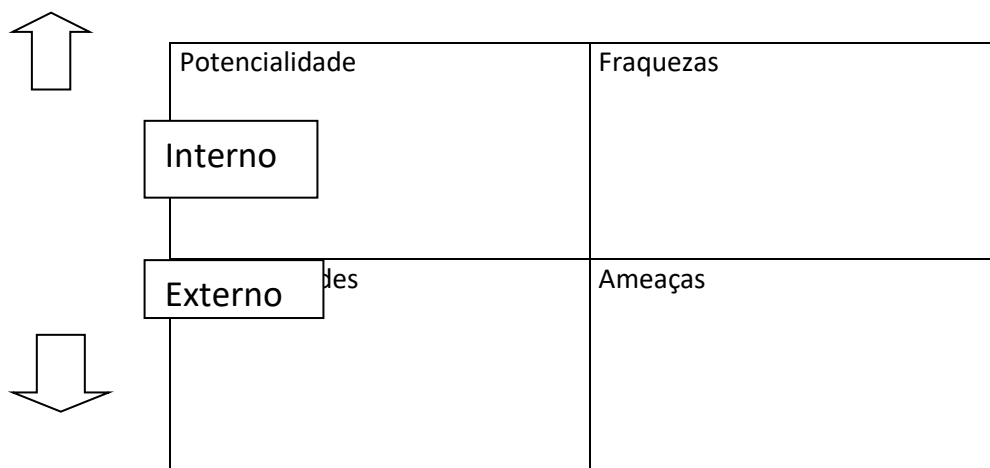 Potencialidade
Fraquezas
Interno
Externo
des
Ameaças